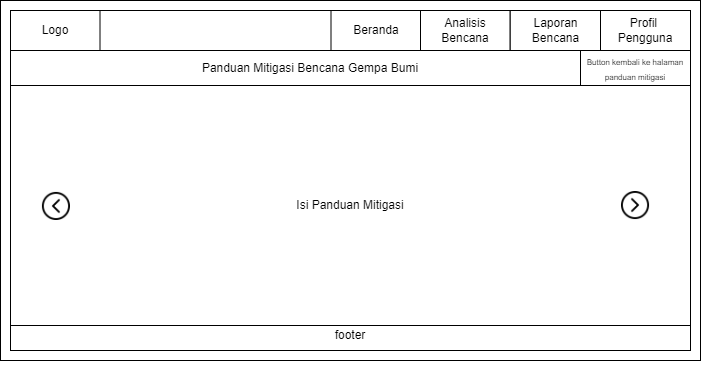 Logo
Beranda
Analisis
Bencana
Laporan
Bencana
Profil
Pengguna
Panduan Mitigasi Bencana Gempa Bumi
Button kembali ke halaman
panduan mitigasi
Isi Panduan Mitigasi
footer